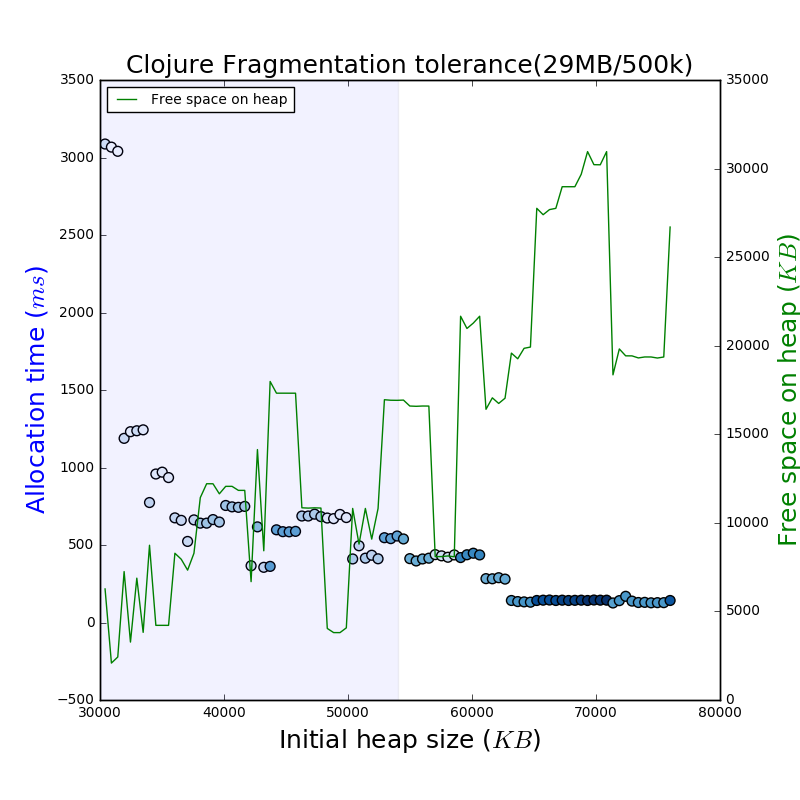 Clojure Fragmentation tolerance(29MB/500k)
Free space on heap
3500
3000
2500
2000
1500
1000
500
0
−500
Allocation time (ms)
35000
30000
25000
20000
15000
10000
5000
0
Free space on heap (KB)
30000 40000 50000 60000 70000 80000
Initial heap size (KB)